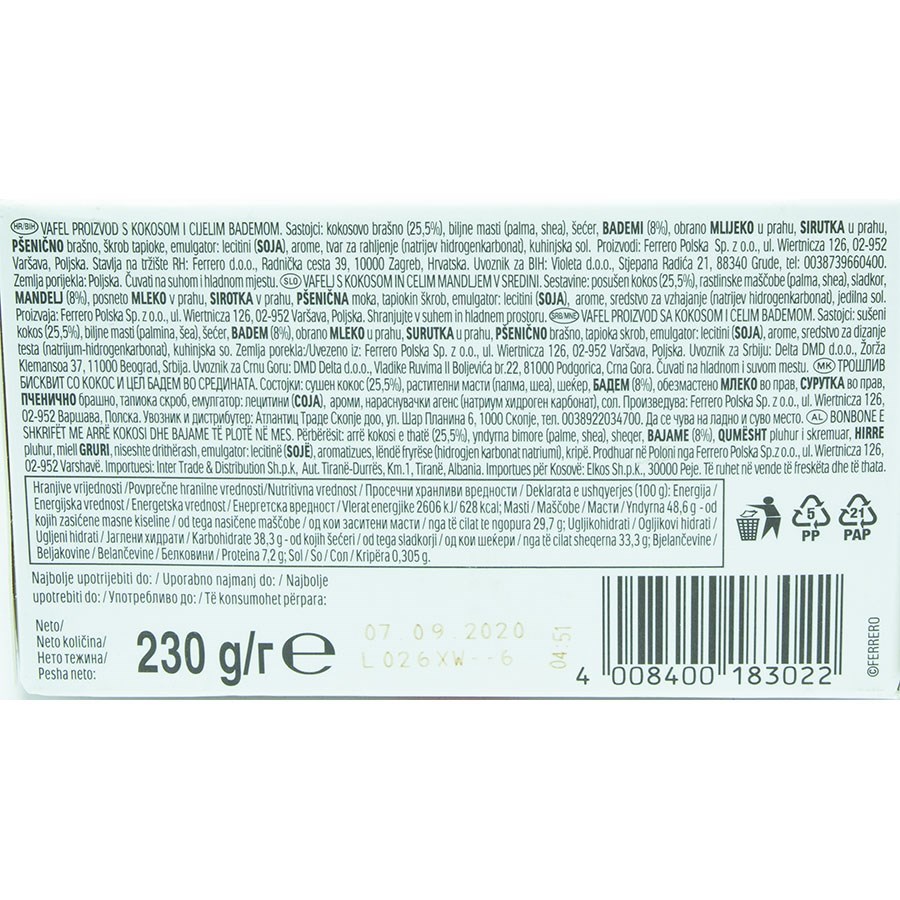 HR/BIH VAFEL PROIZVOD S KOKOSOM I CIJELIM BADEMOM. Sastojci: kokosovo brašno (25,5%), biljne masti (palma, shea), šećer, BADEMI (8%), obrano MLIJEKO u prahu, SIRUTKA u prahu,
PŠENIČNO brašno, škrob tapioke, emulgator: lecitini (SOJA), arome, tvar za rahljenje (natrijev hidrogenkarbonat), kuhinjska sol. Proizvodi: Ferrero Polska Sp. z o.o., ul. Wiertnicza 126, 02-952
Varšava, Poljska. Stavlja na tržište RH: Ferrero d.o.o., Radnička cesta 39, 10000 Zagreb, Hrvatska. Uvoznik za BIH: Violeta d.o.o., Stjepana Radića 21, 88340 Grude, tel: 0038739660400.
Zemlja porijekla: Poljska. Čuvati na suhom i hladnom mjestu. SLO VAFELJ S KOKOSOM IN CELIM MANDLJEM V SREDINI. Sestavine: posušen kokos (25,5%), rastlinske maščobe (palma, shea), sladkor,
MANDELJ (8%), posneto MLEKO v prahu, SIROTKA v prahu, PŠENIČNA moka, tapiokin škrob, emulgator: lecitini (SOJA), arome, sredstvo za vzhajanje (natrijev hidrogenkarbonat), jedilna sol.
Proizvaja: Ferrero Polska Sp. z o.o., ul. Wiertnicza 126, 02-952 Varšava, Poljska. Shranjujte v suhem in hladnem prostoru. SRB/MNE VAFEL PROIZVOD SA KOKOSOM I CELIM BADEMOM. Sastojci: sušeni
kokos (25,5%), biljne masti (palmina, šea), šećer, BADEM (8%), obrano MLEKO u prahu, SURUTKA u prahu, PŠENIČNO brašno, tapioka skrob, emulgator: lecitini (SOJA), arome, sredstvo za dizanje
testa (natrijum-hidrogenkarbonat), kuhinjska so. Zemlja porekla:/Uvezeno iz: Ferrero Polska Sp. z o.o., ul. Wiertnicza 126, 02-952 Varšava, Poljska. Uvoznik za Srbiju: Delta DMD d.o.o., Žorža
Klemansoa 37, 11000 Beograd, Srbija. Uvoznik za Crnu Goru: DMD Delta d.o.o., Vladike Ruvima II Boljevića br.22, 81000 Podgorica, Crna Gora. Čuvati na hladnom i suvom mestu. MK ТРОШЛИВ
БИСКВИТ СО КОКОС И ЦЕЛ БАДЕМ ВО СРЕДИНАТА. Состојки: сушен кокос (25,5%), растителни масти (палма, шеа), шеќер, БАДЕМ (8%), обезмастено МЛЕКО во прав, СУРУТКА во прав,
ПЧЕНИЧНО брашно, тапиока скроб, емулгатор: лецитини (СОЈА), ароми, нараснувачки агенс (натриум хидроген карбонат), сол. Произведува: Ferrero Polska Sp. z o.o., ul. Wiertnicza 126,
02-952 Варшава, Полска. Увозник и дистрибутер: Атлантиц Траде Скопје доо, ул. Шар Планина 6, 1000 Скопје, тел. 0038922034700. Да се чува на ладно и суво место. AL BONBONE E
SHKRIFËT ME ARRË KOKOSI DHE BAJAME TË PLOTË NË MES. Përbërësit: arrë kokosi e thatë (25,5%), yndyrna bimore (palme, shea), sheqer, BAJAME (8%), QUMËSHT pluhur i skremuar, HIRRE
pluhur, miell GRURI, niseshte drithërash, emulgator: lecitinë (SOJË), aromatizues, lëndë fryrëse (hidrogjen karbonat natriumi), kripë. Prodhuar në Poloni nga Ferrero Polska Sp. z o.o., ul. Wiertnicza 126,
02-952 Varshavë. Importuesi: Inter Trade & Distribution Sh.p.k, Aut. Tiranë-Durrës, Km.1, Tiranë, Albania. Importues për Kosovë: Elkos Sh.p.k., 30000 Peje. Të ruhet në vende të freskëta dhe të thata.
Hranjive vrijednosti / Povprečne hranilne vrednosti/Nutritivna vrednost / Просечни хранливи вредности / Deklarata e ushqyerjes (100 g): Energija /
Energijska vrednost / Energetska vrednost / Енергетска вредност / Vlerat energjike 2606 kJ/ 628 kcal; Masti / Maščobe / Масти / Yndyrna 48,6 g - od
kojih zasićene masne kiseline / od tega nasičene maščobe / од кои заситени масти / nga të cilat te ngopura 29,7 g; Ugljikohidrati / Ogljikovi hidrati /
Ugljeni hidrati / Јаглени хидрати / Karbohidrate 38,3 g - od kojih šećeri / od tega sladkorji / од кои шеќери / nga të cilat sheqerna 33,3 g; Bjelančevine /
Beljakovine / Belančevine / Белковини / Proteina 7,2 g; Sol / So / Сол / Kripëra 0,305 g.
5
PP
21
PAP
Najbolje upotrijebiti do: / Uporabno najmanj do: / Najbolje
upotrebiti do: / Употребливо до: / Të konsumohet përpara:
Neto/
Neto količina/
Нето тежина/
Pesha neto:
230 g/г e
07.09.2020
L026XW--6
04:51
4 008400 183022
©FERRERO